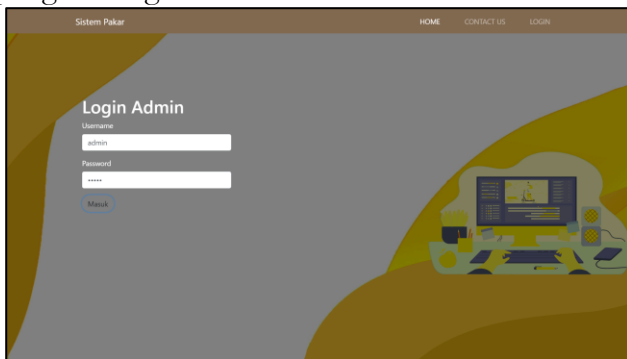 Sistem Pakar HOME CONTACT US LOGIN
Login Admin
Username
admin
Password
•••••
Masuk